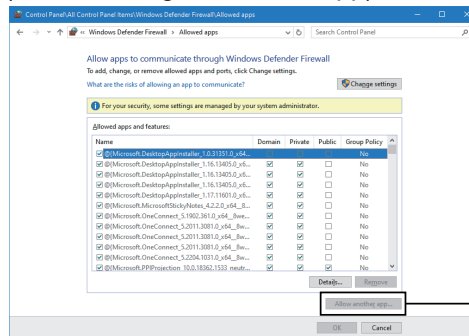 Control Panel\All Control Panel Items\Windows Defender Firewall\Allowed apps
« Windows Defender Firewall › Allowed apps
Search Control Panel
Allow apps to communicate through Windows Defender Firewall
To add, change, or remove allowed apps and ports, click Change settings.
What are the risks of allowing an app to communicate?
Change settings
For your security, some settings are managed by your system administrator.
Allowed apps and features:
Name Domain Private Public Group Policy
@{Microsoft.DesktopAppInstaller_1.0.31351.0_x64... No
@{Microsoft.DesktopAppInstaller_1.16.13405.0_x6... No
@{Microsoft.DesktopAppInstaller_1.16.13405.0_x6... No
@{Microsoft.DesktopAppInstaller_1.16.13405.0_x6... No
@{Microsoft.DesktopAppInstaller_1.17.11601.0_x6... No
@{Microsoft.MicrosoftStickyNotes_4.2.2.0_x64__8... No
@{Microsoft.OneConnect_5.1902.361.0_x64__8we... No
@{Microsoft.OneConnect_5.2011.3081.0_x64__8w... No
@{Microsoft.OneConnect_5.2011.3081.0_x64__8w... No
@{Microsoft.OneConnect_5.2011.3081.0_x64__8w... No
@{Microsoft.OneConnect_5.2204.1031.0_x64__8w... No
@{Microsoft.PPIProjection_10.0.18362.1533_neutr... No
Details... Remove
Allow another app...
OK Cancel